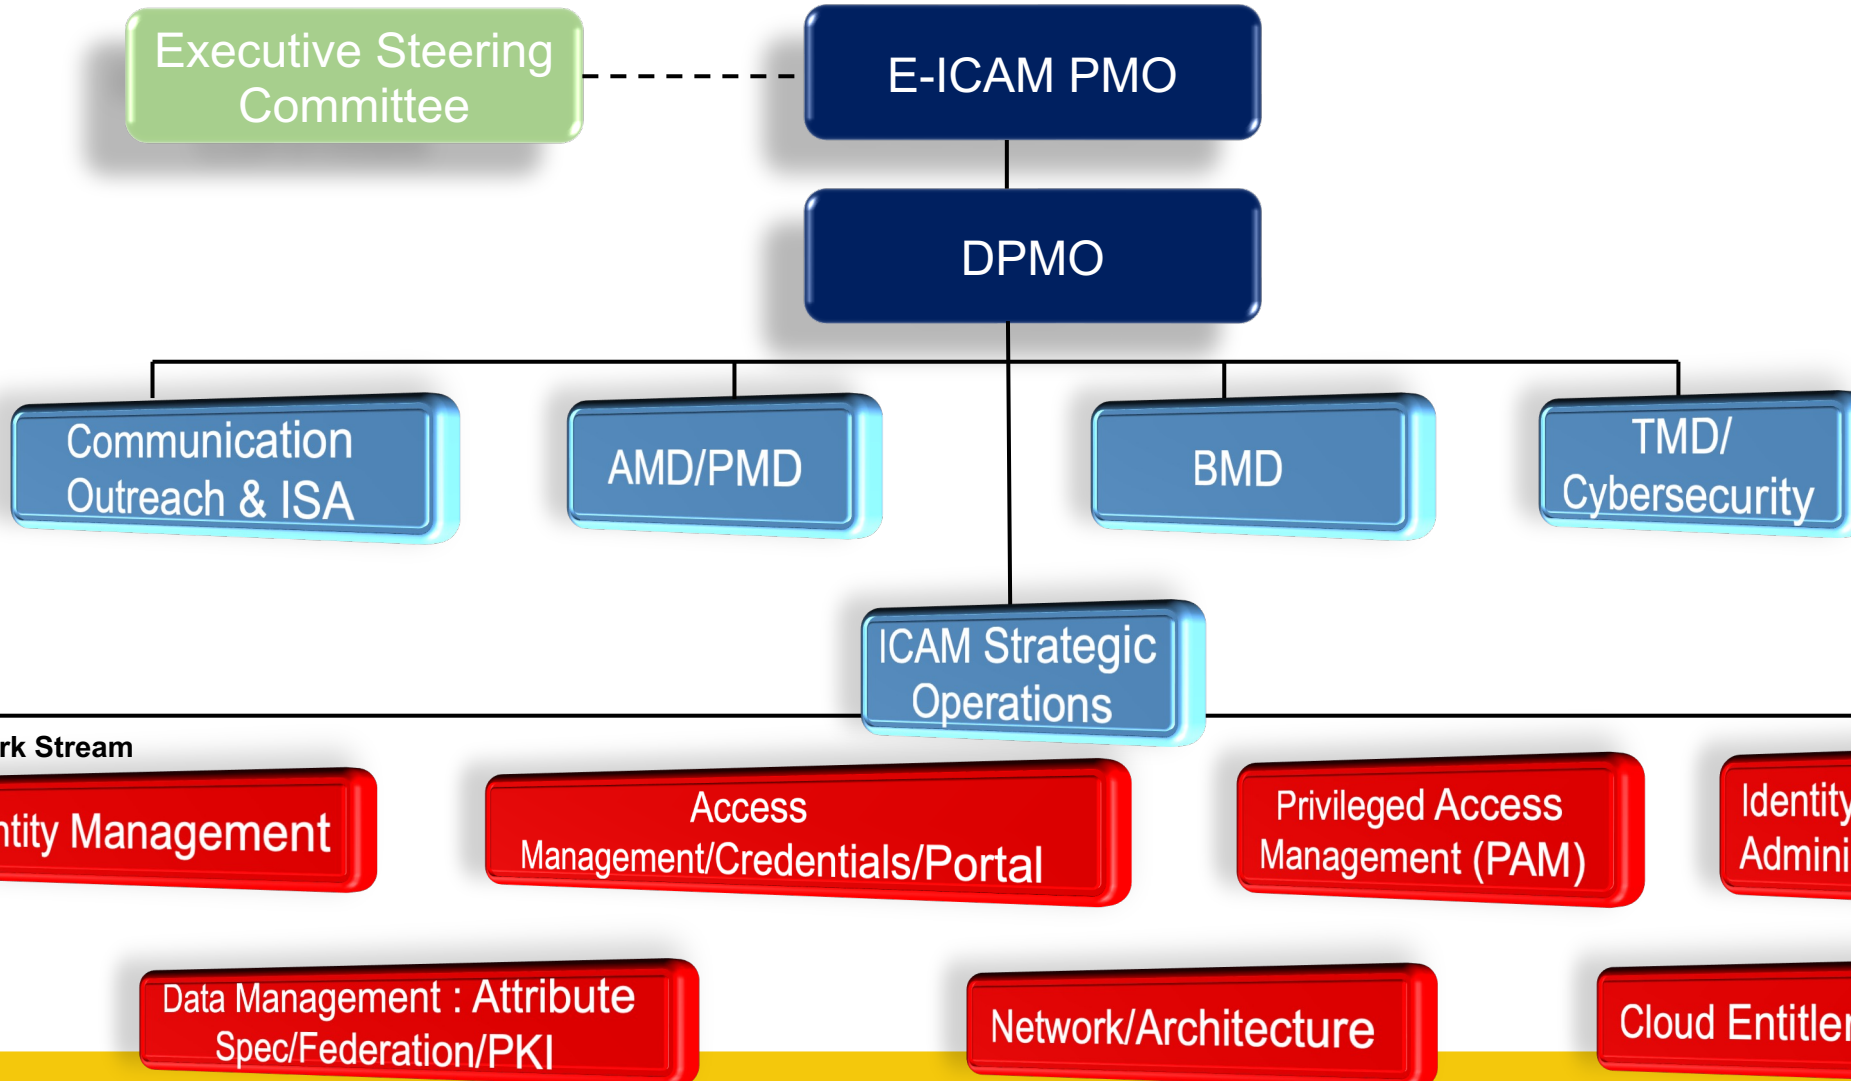 Executive Steering
Committee
E-ICAM PMO
DPMO
Communication
Outreach & ISA
AMD/PMD
BMD
TMD/
Cybersecurity
ICAM Strategic
Operations
rk Stream
ntity Management
Access
Management/Credentials/Portal
Privileged Access
Management (PAM)
Identity
Admini
Data Management : Attribute
Spec/Federation/PKI
Network/Architecture
Cloud Entitle